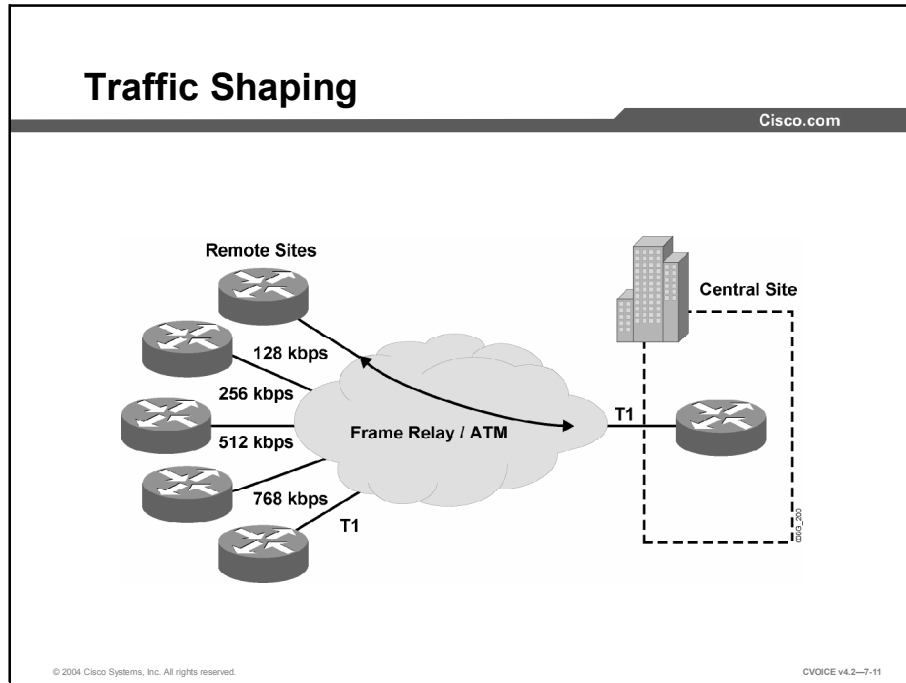 Traffic Shaping
Cisco.com
Remote Sites
Central Site
128 kbps
256 kbps
T1
512 kbps
Frame Relay / ATM
768 kbps
T1
© 2004 Cisco Systems, Inc. All rights reserved.
CVOICE v4.2—7-11